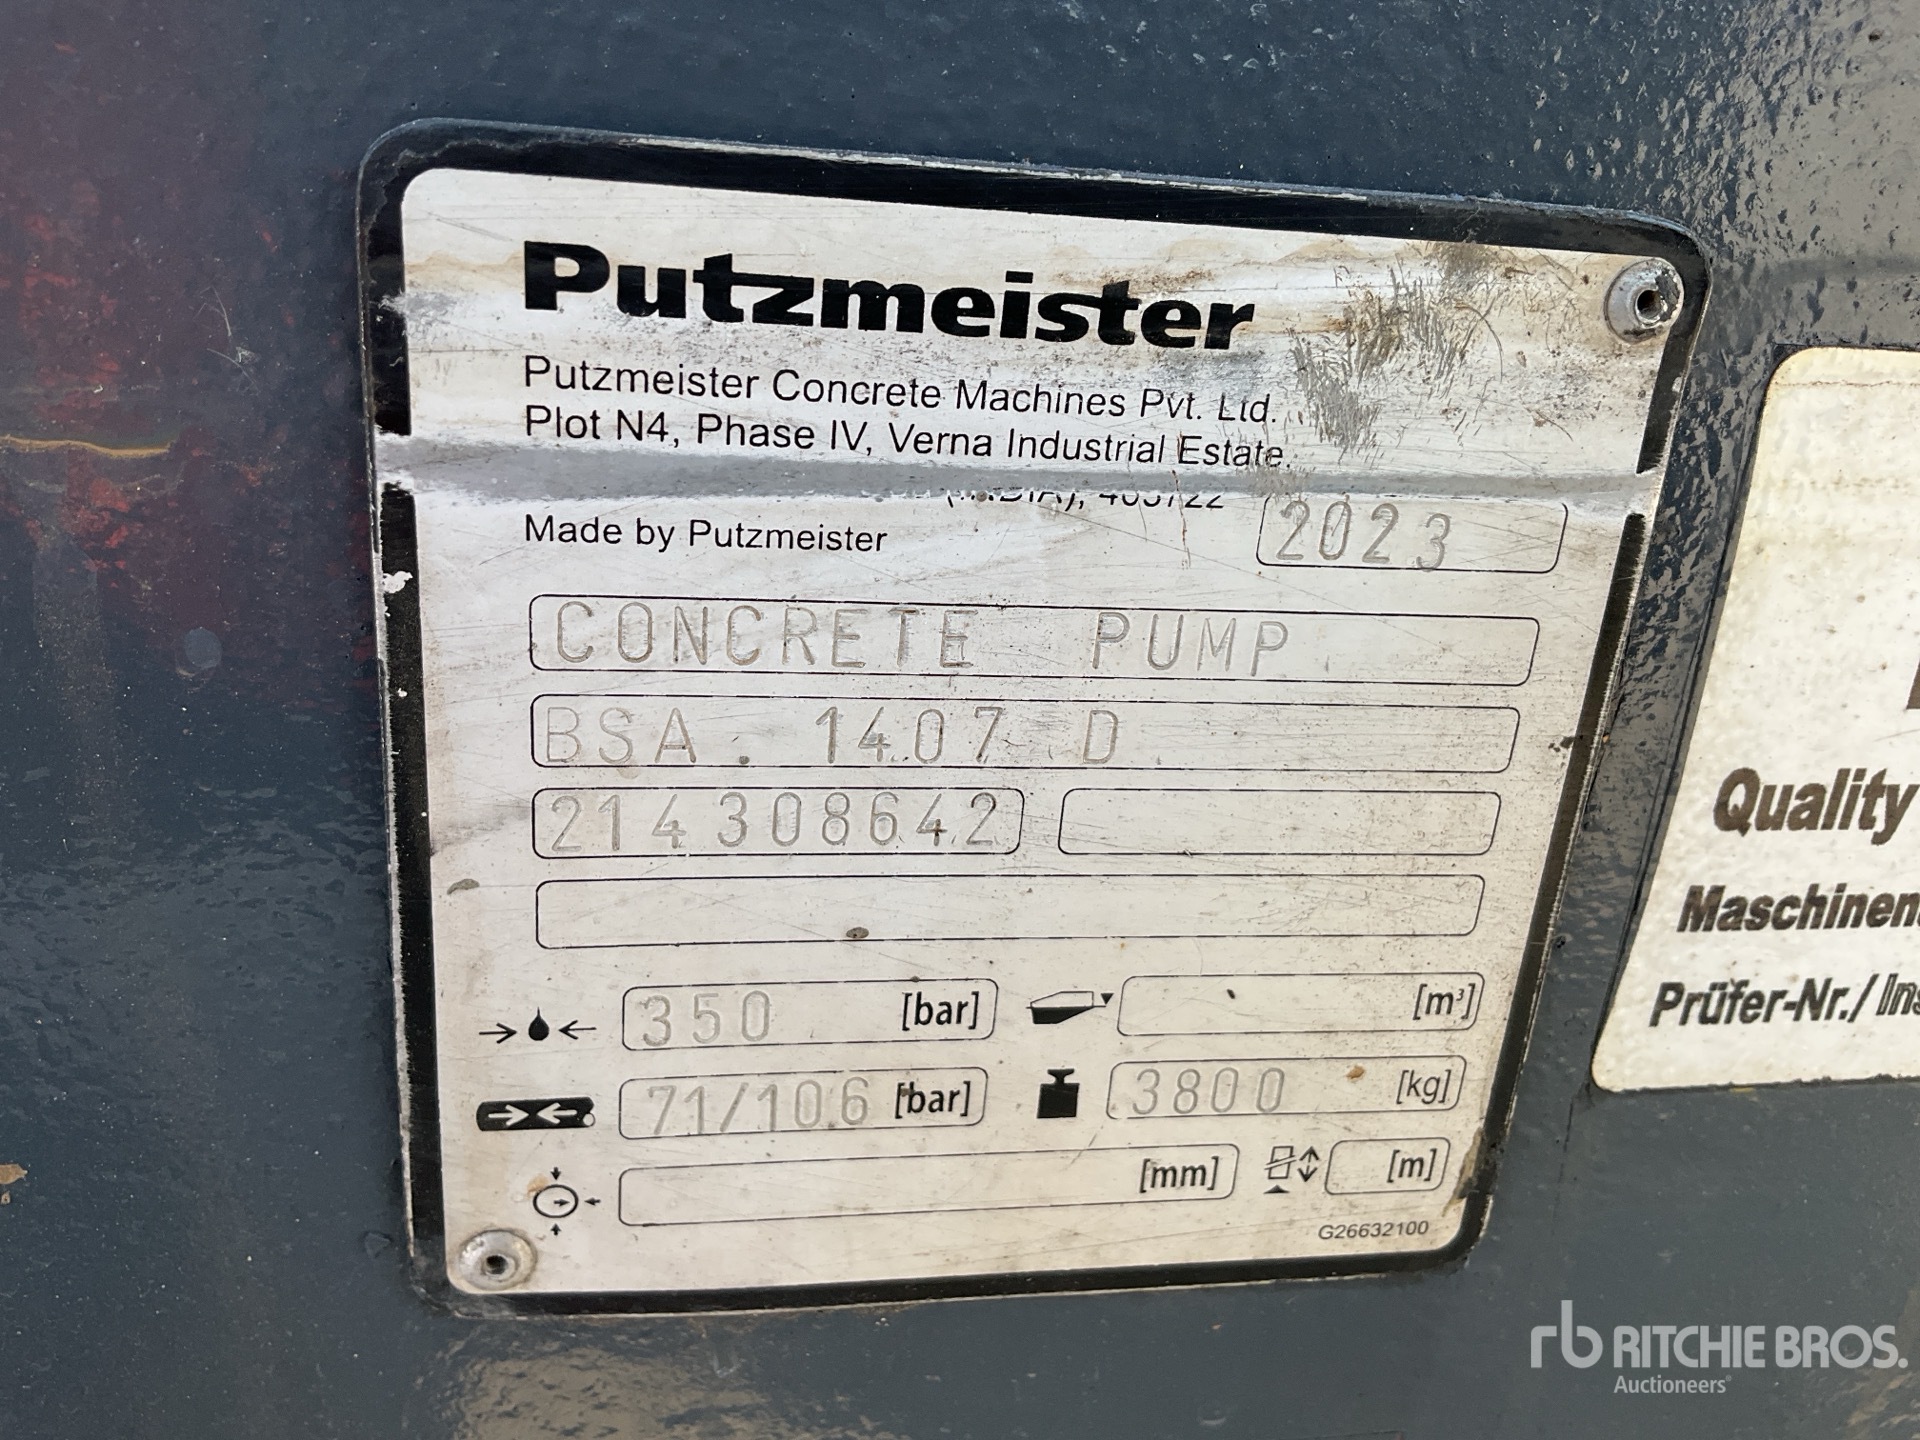 Putzmeister
Putzmeister Concrete Machines Pvt. Ltd.
Plot N4, Phase IV, Verna Industrial Estate.
403722
Made by Putzmeister
2023
CONCRETE PUMP
BSA. 1407 D
214308642
350 [bar] [m³]
71/106 [bar] 3800 [kg]
[mm] [m]
G26632100
Quality
Prüfer-Nr./
rb RITCHIE BROS.
Auctioneers